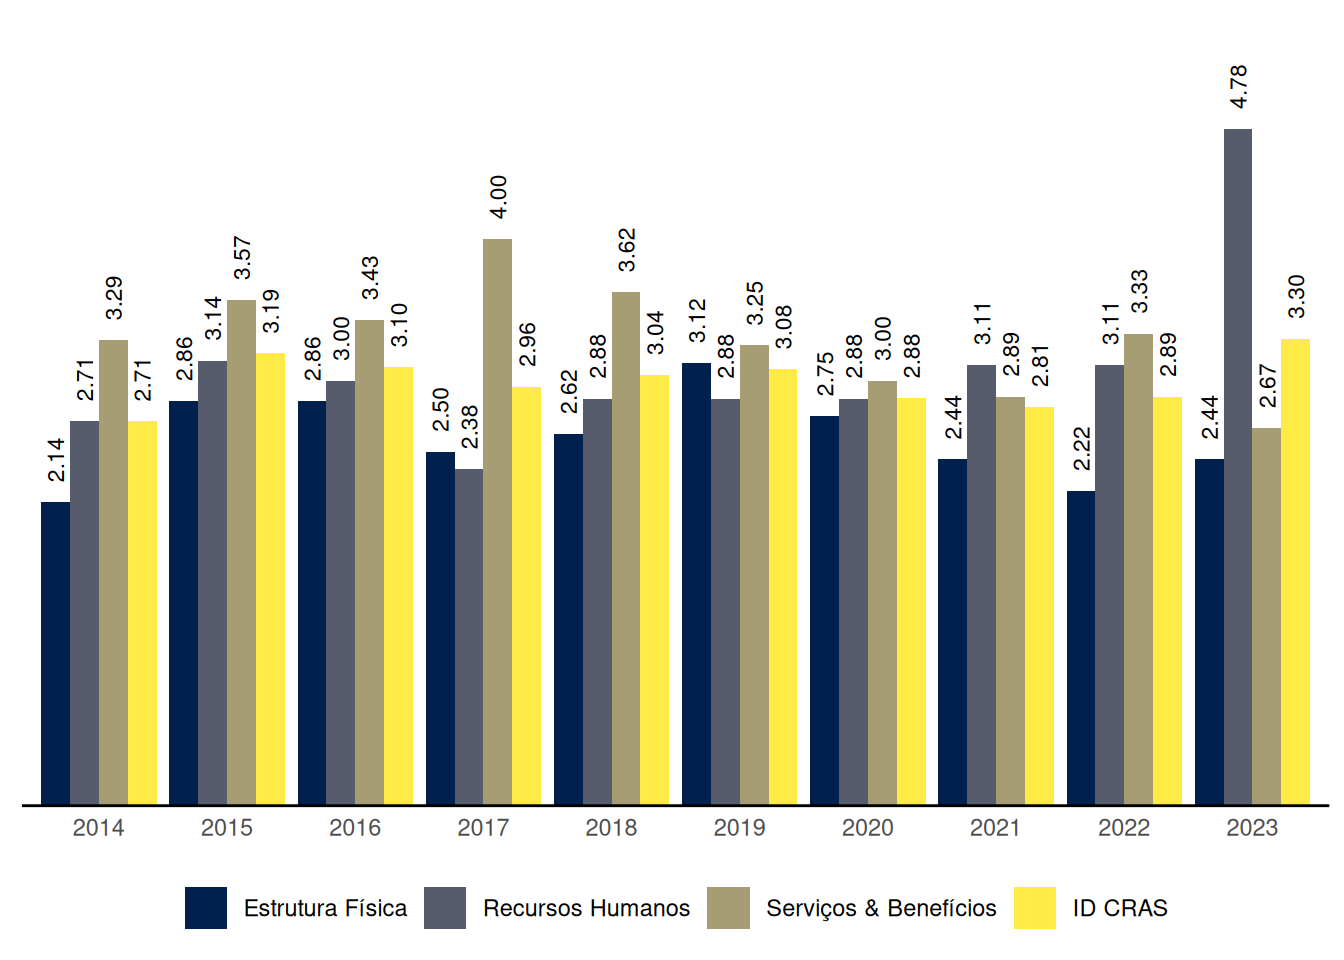 2.14 2.71 3.29 2.71
2.86 3.14 3.57 3.19
2.86 3.00 3.43 3.10
2.50 2.38 4.00 2.96
2.62 2.88 3.62 3.04
3.12 2.88 3.25 3.08
2.75 2.88 3.00 2.88
2.44 3.11 2.89 2.81
2.22 3.11 3.33 2.89
2.44 4.78 2.67 3.30
2014 2015 2016 2017 2018 2019 2020 2021 2022 2023
Estrutura Física Recursos Humanos Serviços & Benefícios ID CRAS